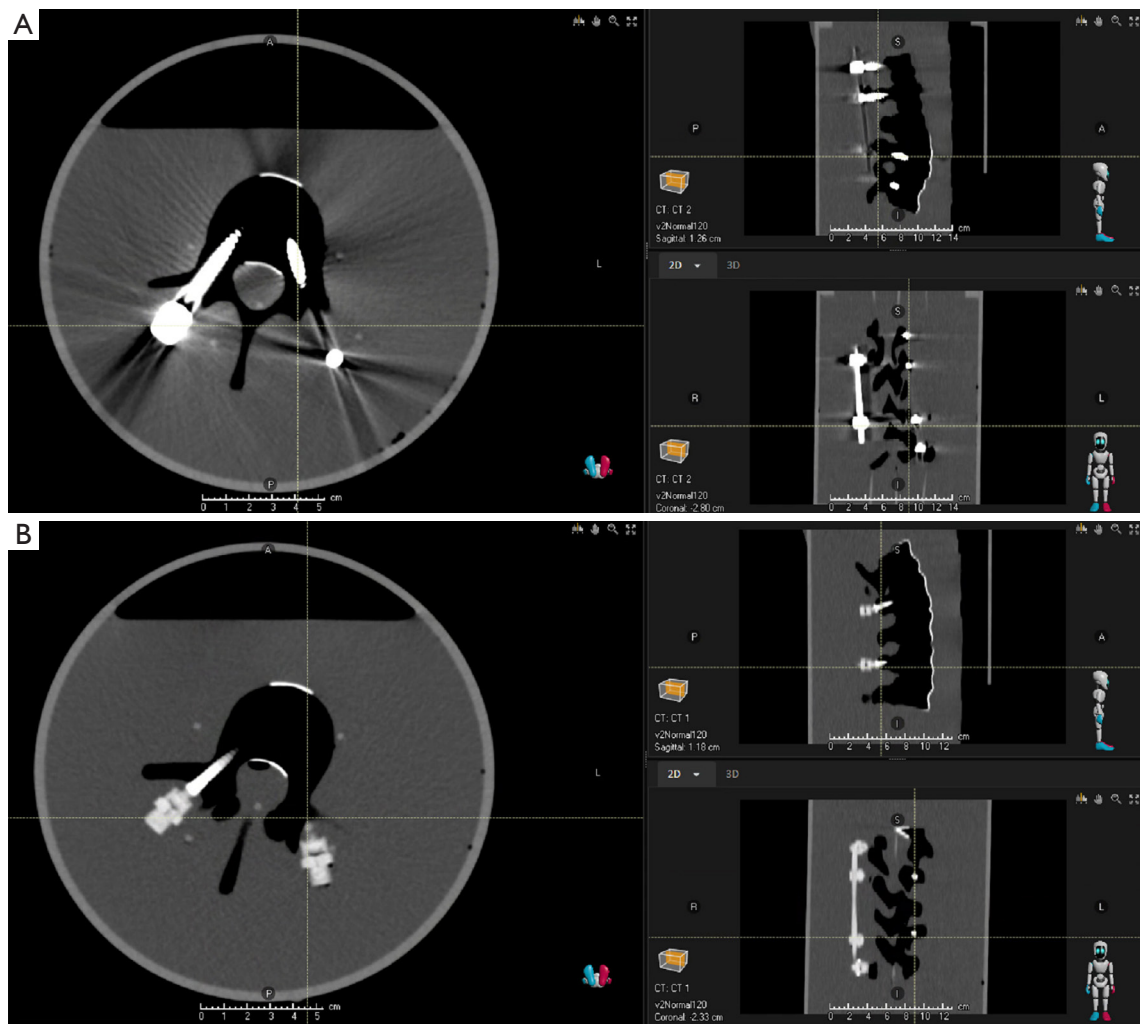 A
A
L
P
cm
0 1 2 3 4 5
S
P
A
I
CT: CT 2
v2Normal120
Sagittal: 1.26 cm
cm
0 2 4 6 8 10 12 14
2D 3D
S
R
L
I
CT: CT 2
v2Normal120
Coronal: -2.80 cm
cm
0 2 4 6 8 10 12 14
B
A
L
P
cm
0 1 2 3 4 5
S
P
A
I
CT: CT 1
v2Normal120
Sagittal: 1.18 cm
cm
0 2 4 6 8 10 12
2D 3D
S
R
L
I
CT: CT 1
v2Normal120
Coronal: -2.33 cm
cm
0 2 4 6 8 10 12